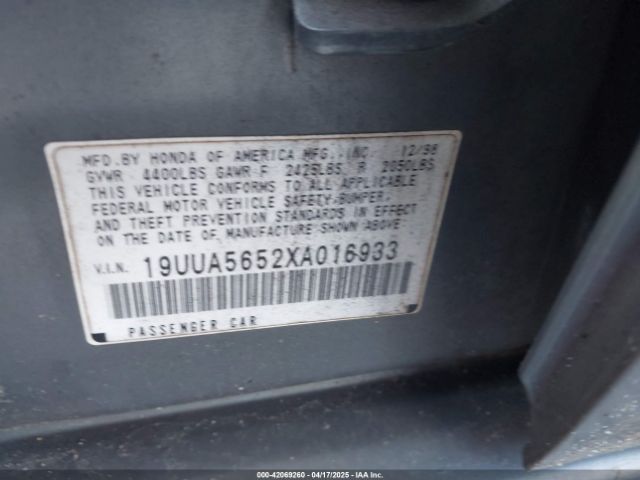 MFD. BY HONDA OF AMERICA MFG., INC. 12/98
GVWR 4400LBS GAWR F 2425LBS R 2050LBS
THIS VEHICLE CONFORMS TO ALL APPLICABLE
FEDERAL MOTOR VEHICLE SAFETY, BUMPER,
AND THEFT PREVENTION STANDARDS IN EFFECT
ON THE DATE OF MANUFACTURE SHOWN ABOVE.
V.I.N. 19UUA5652XA016933
PASSENGER CAR
000-42069260 - 04/17/2025 - IAA Inc.